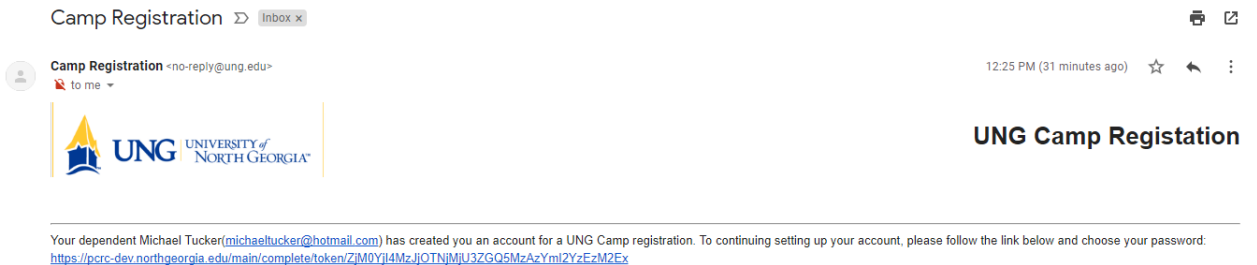 Camp Registration Inbox x
Camp Registration <no-reply@ung.edu> 12:25 PM (31 minutes ago)
to me
UNG UNIVERSITY of NORTH GEORGIA™
UNG Camp Registation
Your dependent Michael Tucker(michaeltucker@hotmail.com) has created you an account for a UNG Camp registration. To continuing setting up your account, please follow the link below and choose your password:
https://pcrc-dev.northgeorgia.edu/main/complete/token/ZjM0YjI4MzJjOTNjMjU3ZGQ5MzAzYmI2YzEzM2Ex